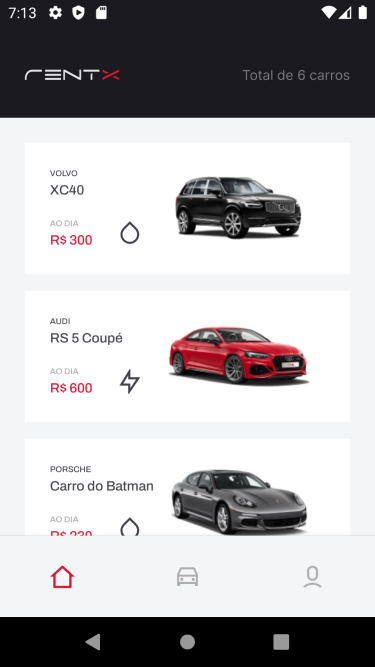 7:13
RENTX
Total de 6 carros
VOLVO
XC40
AO DIA
R$ 300
AUDI
RS 5 Coupé
AO DIA
R$ 600
PORSCHE
Carro do Batman
AO DIA
R$ 230